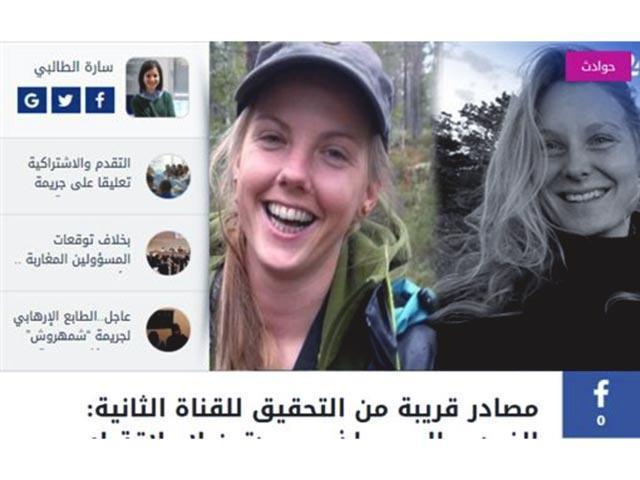 حوادث
سارة الطالبي
التقدم والاشتراكية
تعليقا على جريمة
بخلاف توقعات
المسؤولين المغاربة ..
عاجل..الطابع الإرهابي
لجريمة "شمهروش"
مصادر قريبة من التحقيق للقناة الثانية:
0